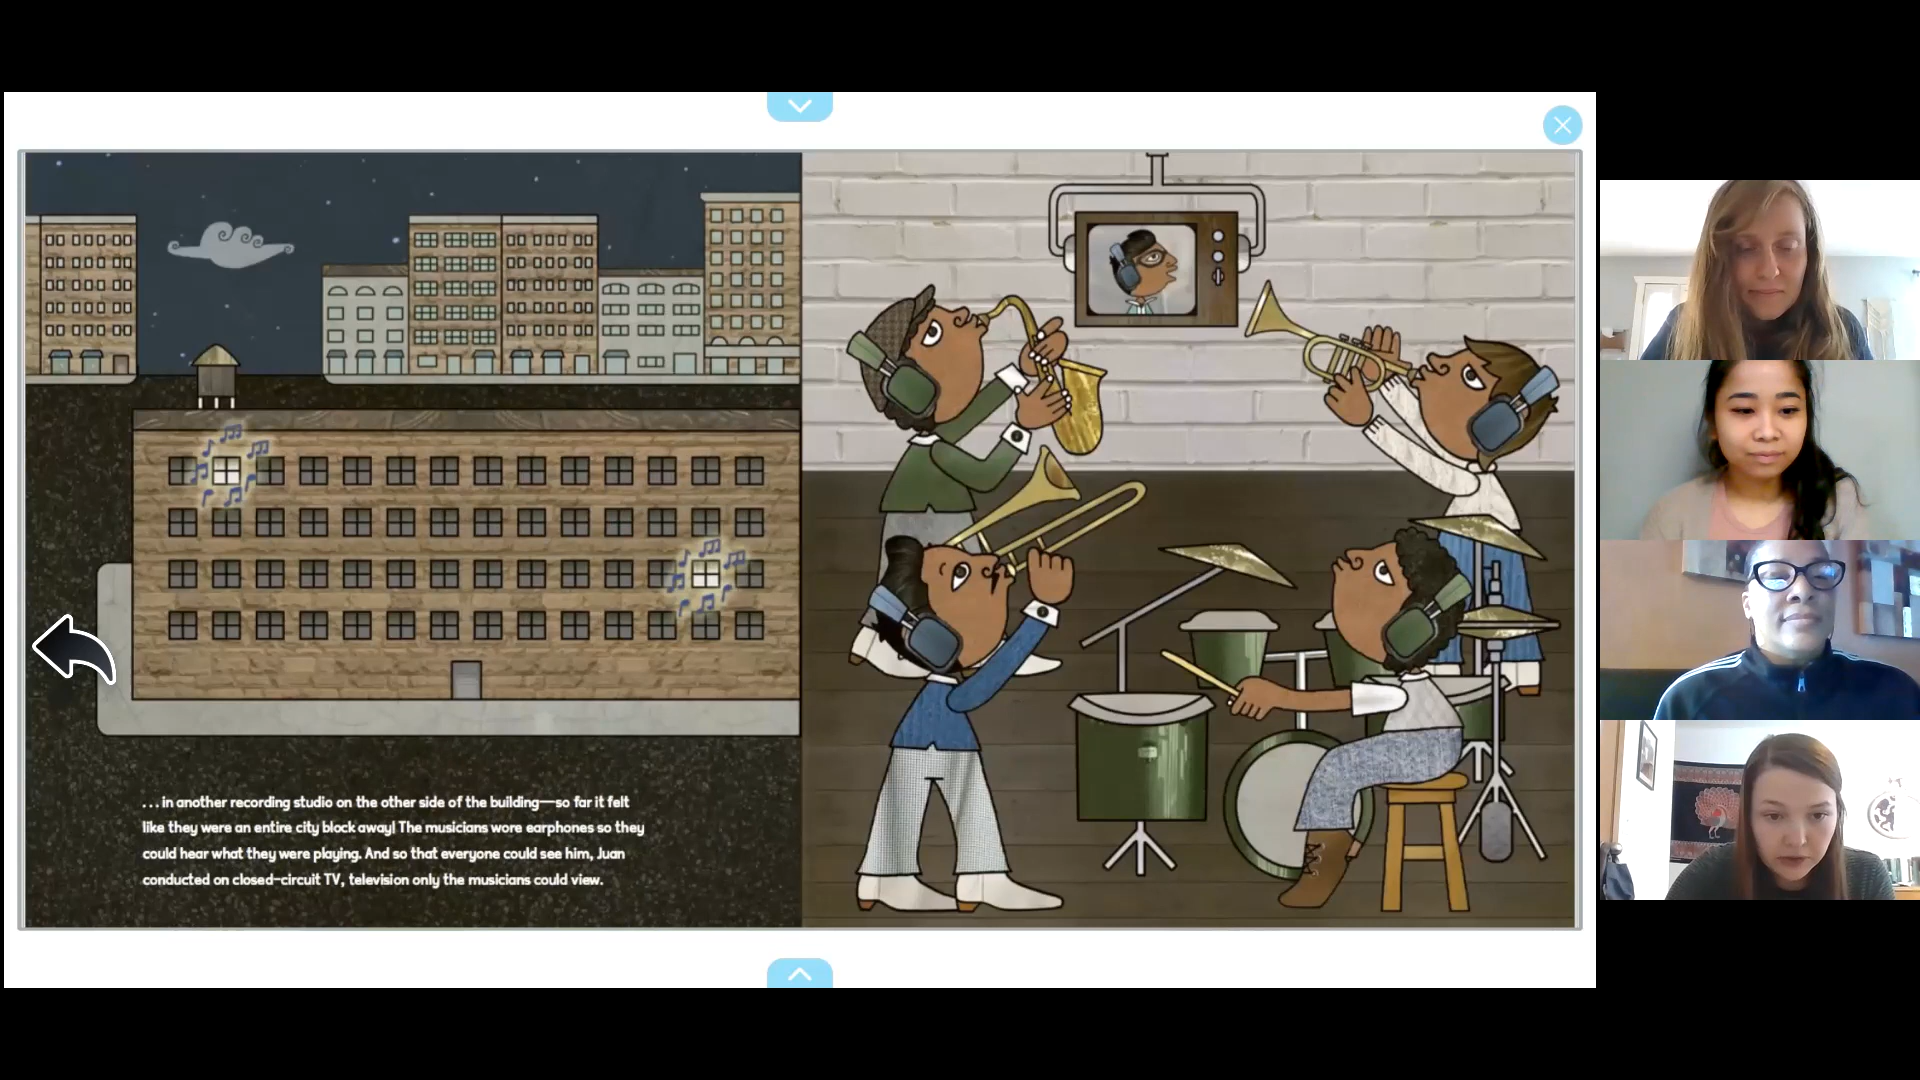 ...in another recording studio on the other side of the building—so far it felt
like they were an entire city block away! The musicians wore earphones so they
could hear what they were playing. And so that everyone could see him, Juan
conducted on closed-circuit TV, television only the musicians could view.